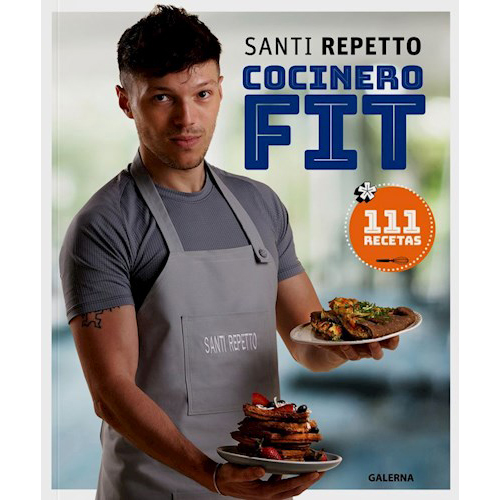 SANTI REPETTO
COCINERO
FIT
111
RECETAS
SANTI REPETTO
GALERNA